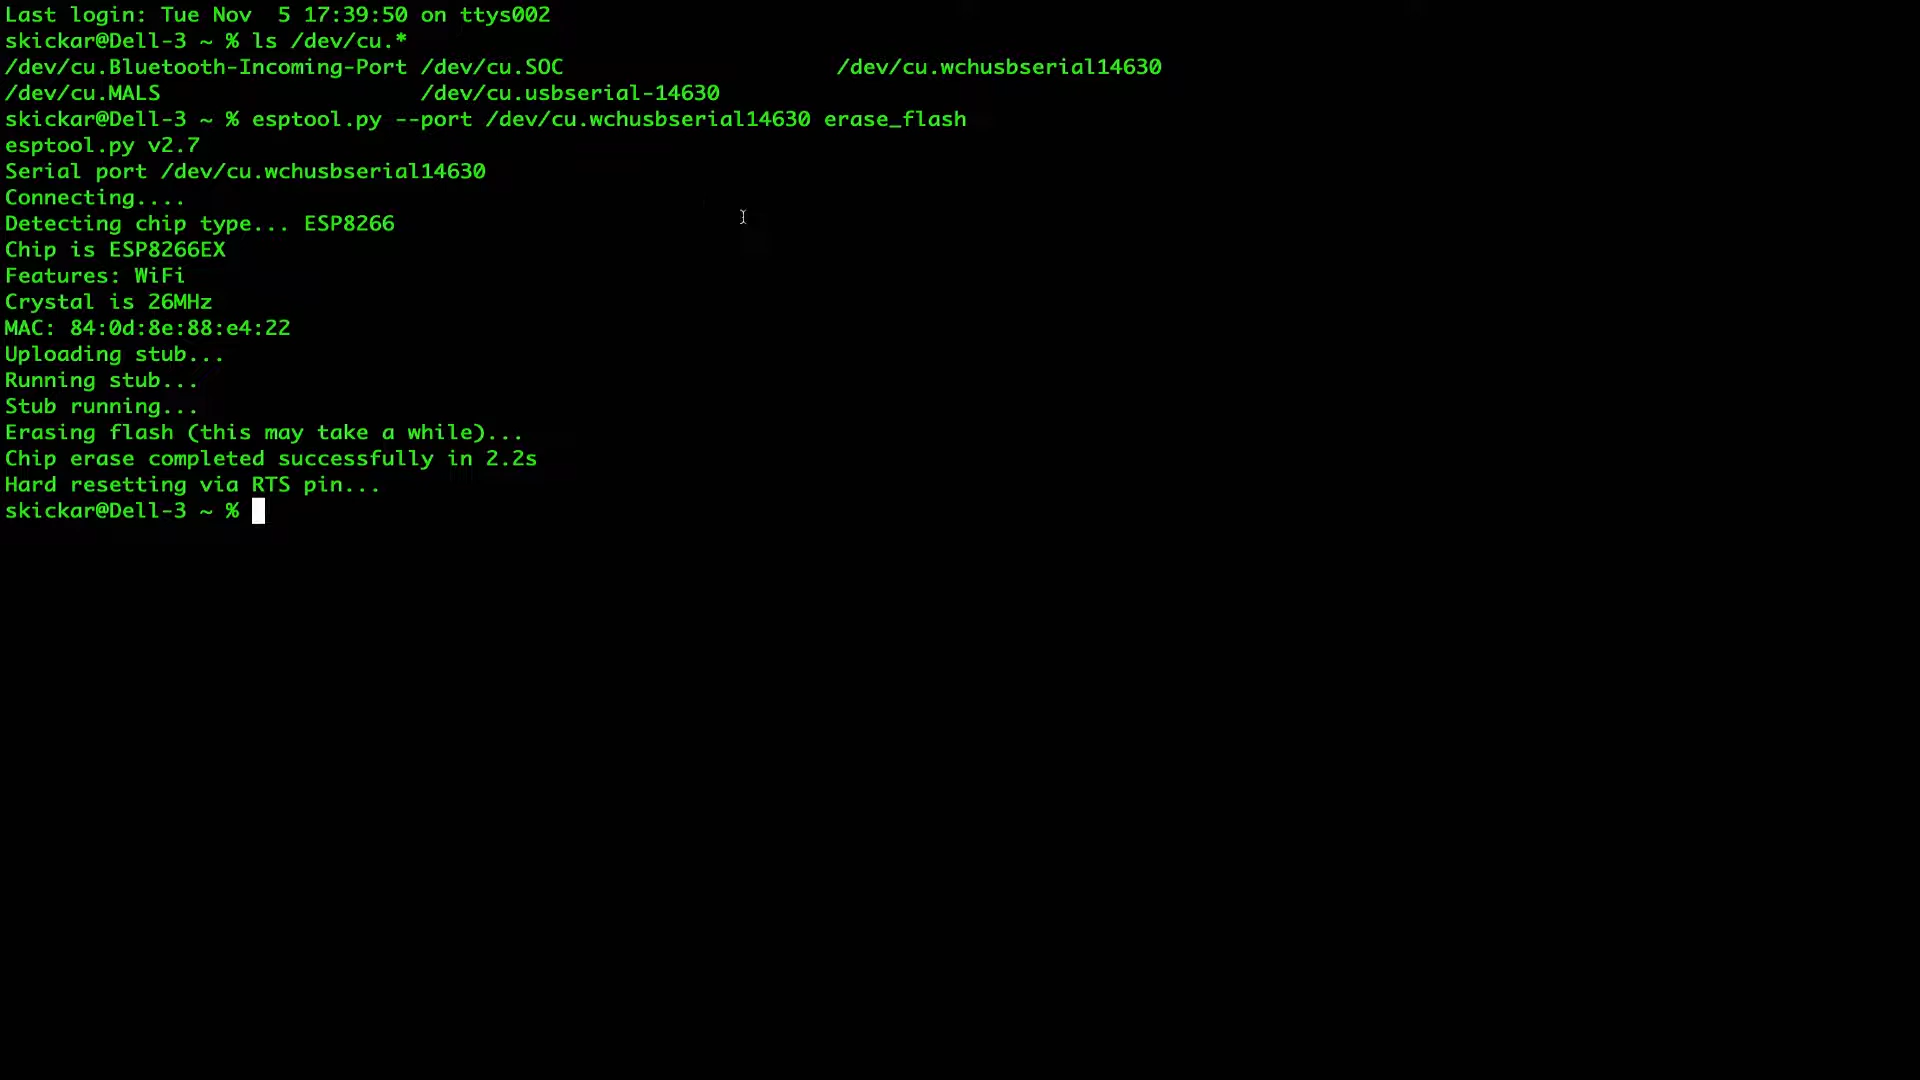 Last login: Tue Nov  5 17:39:50 on ttys002
skickar@Dell-3 ~ % ls /dev/cu.*
/dev/cu.Bluetooth-Incoming-Port /dev/cu.SOC                     /dev/cu.wchusbserial14630
/dev/cu.MALS                    /dev/cu.usbserial-14630
skickar@Dell-3 ~ % esptool.py --port /dev/cu.wchusbserial14630 erase_flash
esptool.py v2.7
Serial port /dev/cu.wchusbserial14630
Connecting....
Detecting chip type... ESP8266
Chip is ESP8266EX
Features: WiFi
Crystal is 26MHz
MAC: 84:0d:8e:88:e4:22
Uploading stub...
Running stub...
Stub running...
Erasing flash (this may take a while)...
Chip erase completed successfully in 2.2s
Hard resetting via RTS pin...
skickar@Dell-3 ~ %